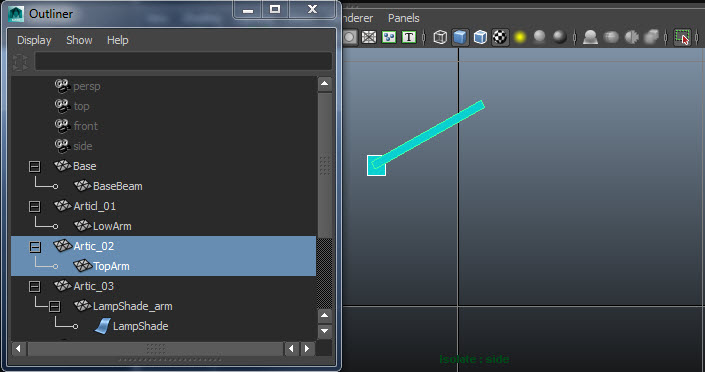 Outliner
Display Show Help
persp
top
front
side
Base
BaseBeam
Articl_01
LowArm
Artic_02
TopArm
Artic_03
LampShade_arm
LampShade
nderer Panels
T
isolate : side